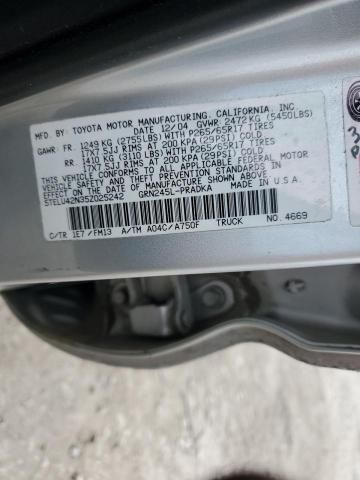 MFD. BY: TOYOTA MOTOR MANUFACTURING, CALIFORNIA, INC.
DATE 12/04 GVWR: 2472 KG (5450LBS)
GAWR: FR. 1249 KG (2755LBS) WITH P265/65R17 TIRES
17X7.5JJ RIMS AT 200 KPA (29PSI) COLD
RR. 1410 KG (3110 LBS) WITH P265/65R17 TIRES
17X7.5JJ RIMS AT 200 KPA (29 PSI) COLD
THIS VEHICLE CONFORMS TO ALL APPLICABLE FEDERAL MOTOR
VEHICLE SAFETY STANDARDS IN EFFECT ON THE DATE OF
MANUFACTURE SHOWN ABOVE. MADE IN U.S.A.
5TELU42N35Z025242
GRN245L-PRADKA TRUCK
C/TR 1E7/FM13 A/TM A04C/A750F NO. 4669